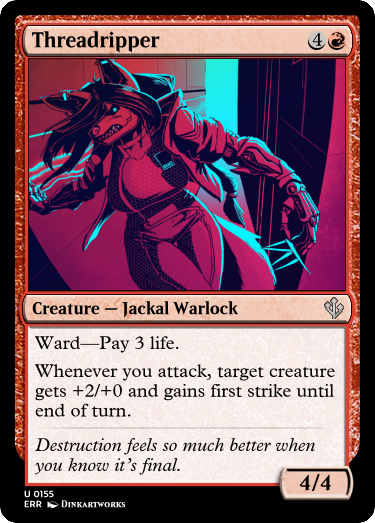 Threadripper 4
Creature — Jackal Warlock
Ward—Pay 3 life.
Whenever you attack, target creature
gets +2/+0 and gains first strike until
end of turn.
Destruction feels so much better when
you know it's final.
4/4
U 0155
ERR DINKARTWORKS